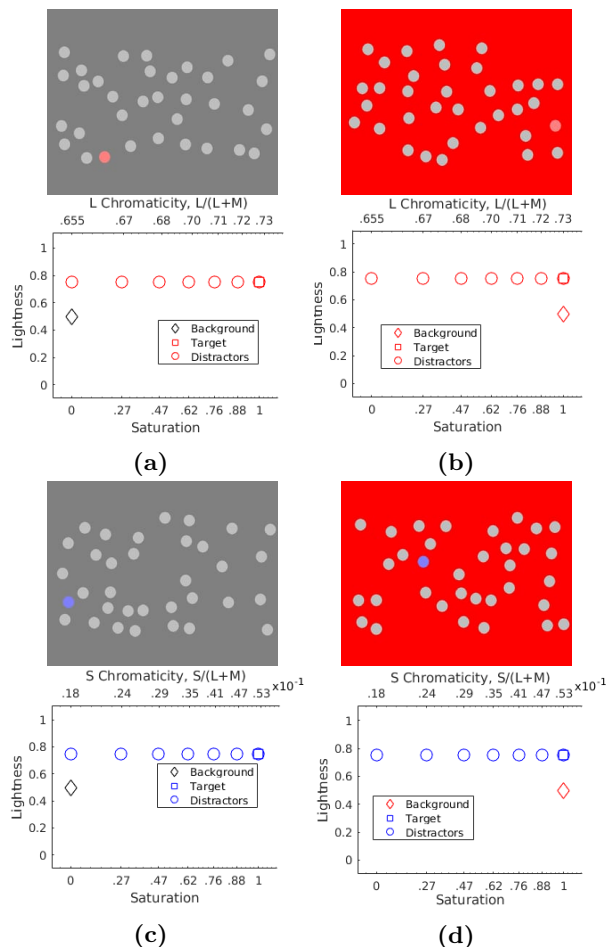 L Chromaticity, L/(L+M)
.655 .67 .68 .70 .71 .72 .73
Lightness
1
0.8
0.6
0.4
0.2
0
Background
Target
Distractors
0 .27 .47 .62 .76 .88 1
Saturation
(a)
L Chromaticity, L/(L+M)
.655 .67 .68 .70 .71 .72 .73
Lightness
1
0.8
0.6
0.4
0.2
0
Background
Target
Distractors
0 .27 .47 .62 .76 .88 1
Saturation
(b)
S Chromaticity, S/(L+M)
.18 .24 .29 .35 .41 .47 .53 x10⁻¹
Lightness
1
0.8
0.6
0.4
0.2
0
Background
Target
Distractors
0 .27 .47 .62 .76 .88 1
Saturation
(c)
S Chromaticity, S/(L+M)
.18 .24 .29 .35 .41 .47 .53 x10⁻¹
Lightness
1
0.8
0.6
0.4
0.2
0
Background
Target
Distractors
0 .27 .47 .62 .76 .88 1
Saturation
(d)